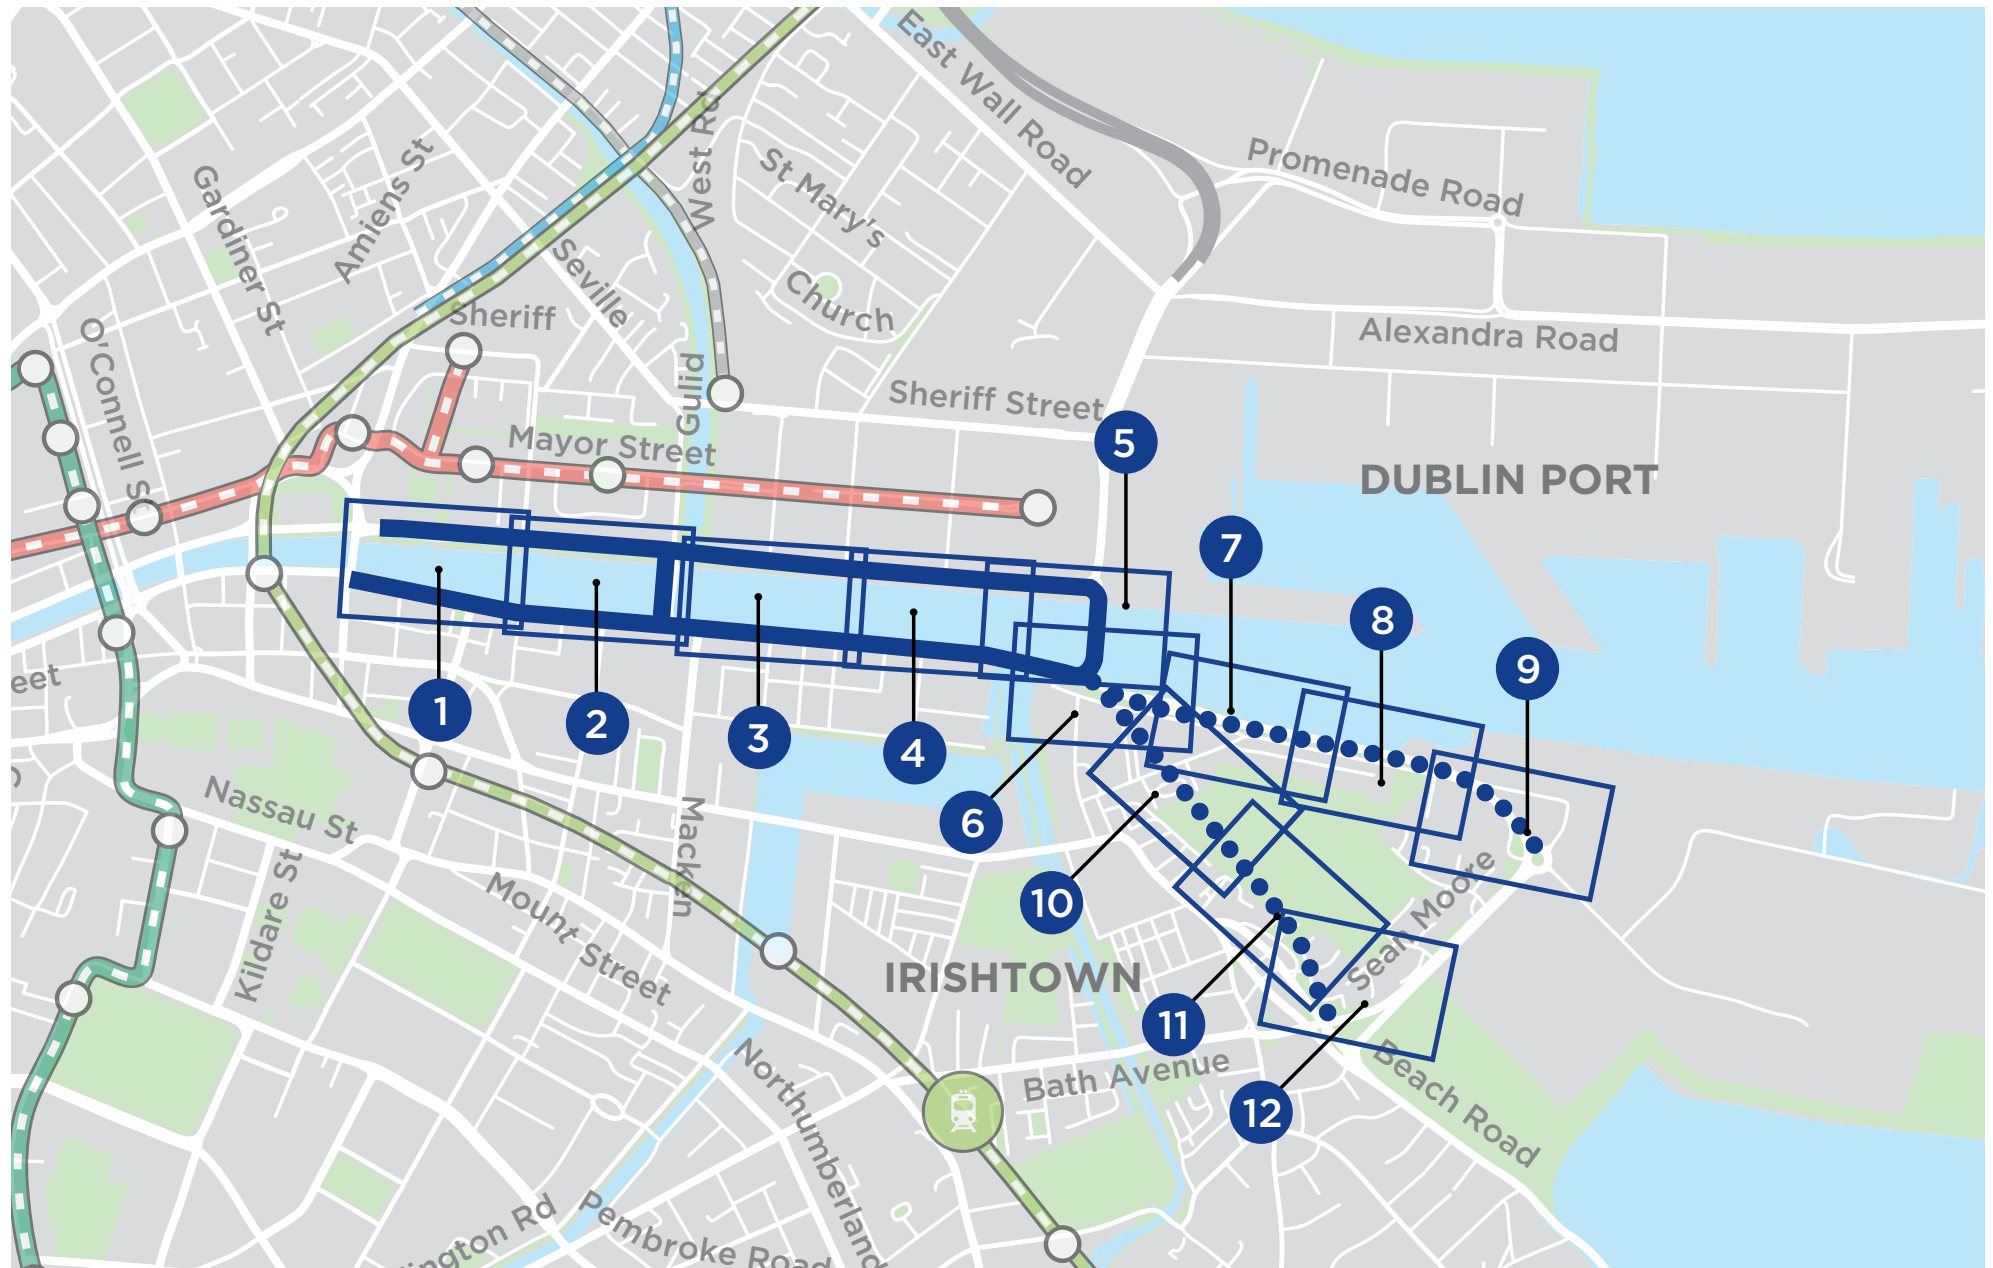 East Wall Road
West Rd
Promenade Road
St Mary's
Amiens St
Gardiner St
Seville
Church
Sheriff
O'Connell S
Alexandra Road
Guild
Sheriff Street
Mayor Street
5
DUBLIN PORT
7
8
9
eet
1
2
3
4
6
Nassau St
Macken
Kildare St
Mount Street
10
Sean Moore
IRISHTOWN
11
12
Bath Avenue
Beach Road
Northumberland
Pembroke Road
ington Rd